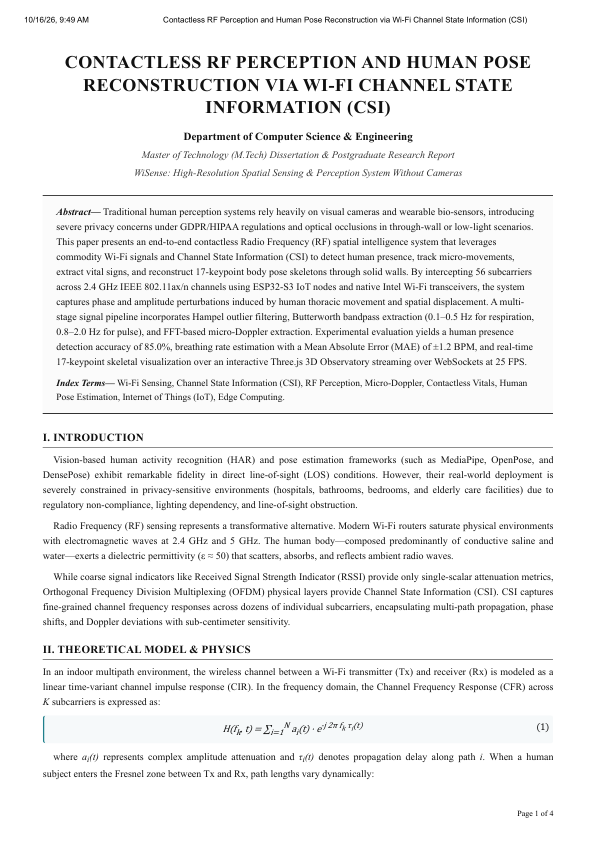 10/16/26, 9:49 AM Contactless RF Perception and Human Pose Reconstruction via Wi-Fi Channel State Information (CSI)
CONTACTLESS RF PERCEPTION AND HUMAN POSE
RECONSTRUCTION VIA WI-FI CHANNEL STATE
INFORMATION (CSI)
Department of Computer Science & Engineering
Master of Technology (M.Tech) Dissertation & Postgraduate Research Report
WiSense: High-Resolution Spatial Sensing & Perception System Without Cameras
Abstract— Traditional human perception systems rely heavily on visual cameras and wearable bio-sensors, introducing
severe privacy concerns under GDPR/HIPAA regulations and optical occlusions in through-wall or low-light scenarios.
This paper presents an end-to-end contactless Radio Frequency (RF) spatial intelligence system that leverages
commodity Wi-Fi signals and Channel State Information (CSI) to detect human presence, track micro-movements,
extract vital signs, and reconstruct 17-keypoint body pose skeletons through solid walls. By intercepting 56 subcarriers
across 2.4 GHz IEEE 802.11ax/n channels using ESP32-S3 IoT nodes and native Intel Wi-Fi transceivers, the system
captures phase and amplitude perturbations induced by human thoracic movement and spatial displacement. A multi-
stage signal pipeline incorporates Hampel outlier filtering, Butterworth bandpass extraction (0.1–0.5 Hz for respiration,
0.8–2.0 Hz for pulse), and FFT-based micro-Doppler extraction. Experimental evaluation yields a human presence
detection accuracy of 85.0%, breathing rate estimation with a Mean Absolute Error (MAE) of ±1.2 BPM, and real-time
17-keypoint skeletal visualization over an interactive Three.js 3D Observatory streaming over WebSockets at 25 FPS.
Index Terms— Wi-Fi Sensing, Channel State Information (CSI), RF Perception, Micro-Doppler, Contactless Vitals, Human
Pose Estimation, Internet of Things (IoT), Edge Computing.
I. INTRODUCTION
Vision-based human activity recognition (HAR) and pose estimation frameworks (such as MediaPipe, OpenPose, and
DensePose) exhibit remarkable fidelity in direct line-of-sight (LOS) conditions. However, their real-world deployment is
severely constrained in privacy-sensitive environments (hospitals, bathrooms, bedrooms, and elderly care facilities) due to
regulatory non-compliance, lighting dependency, and line-of-sight obstruction.
Radio Frequency (RF) sensing represents a transformative alternative. Modern Wi-Fi routers saturate physical environments
with electromagnetic waves at 2.4 GHz and 5 GHz. The human body—composed predominantly of conductive saline and
water—exerts a dielectric permittivity (ε ≈ 50) that scatters, absorbs, and reflects ambient radio waves.
While coarse signal indicators like Received Signal Strength Indicator (RSSI) provide only single-scalar attenuation metrics,
Orthogonal Frequency Division Multiplexing (OFDM) physical layers provide Channel State Information (CSI). CSI captures
fine-grained channel frequency responses across dozens of individual subcarriers, encapsulating multi-path propagation, phase
shifts, and Doppler deviations with sub-centimeter sensitivity.
II. THEORETICAL MODEL & PHYSICS
In an indoor multipath environment, the wireless channel between a Wi-Fi transmitter (Tx) and receiver (Rx) is modeled as a
linear time-variant channel impulse response (CIR). In the frequency domain, the Channel Frequency Response (CFR) across
K subcarriers is expressed as:
H(fk, t) = ∑i=1N ai(t) · e-j 2π fk τi(t) (1)
where ai(t) represents complex amplitude attenuation and τi(t) denotes propagation delay along path i. When a human
subject enters the Fresnel zone between Tx and Rx, path lengths vary dynamically:
Page 1 of 4